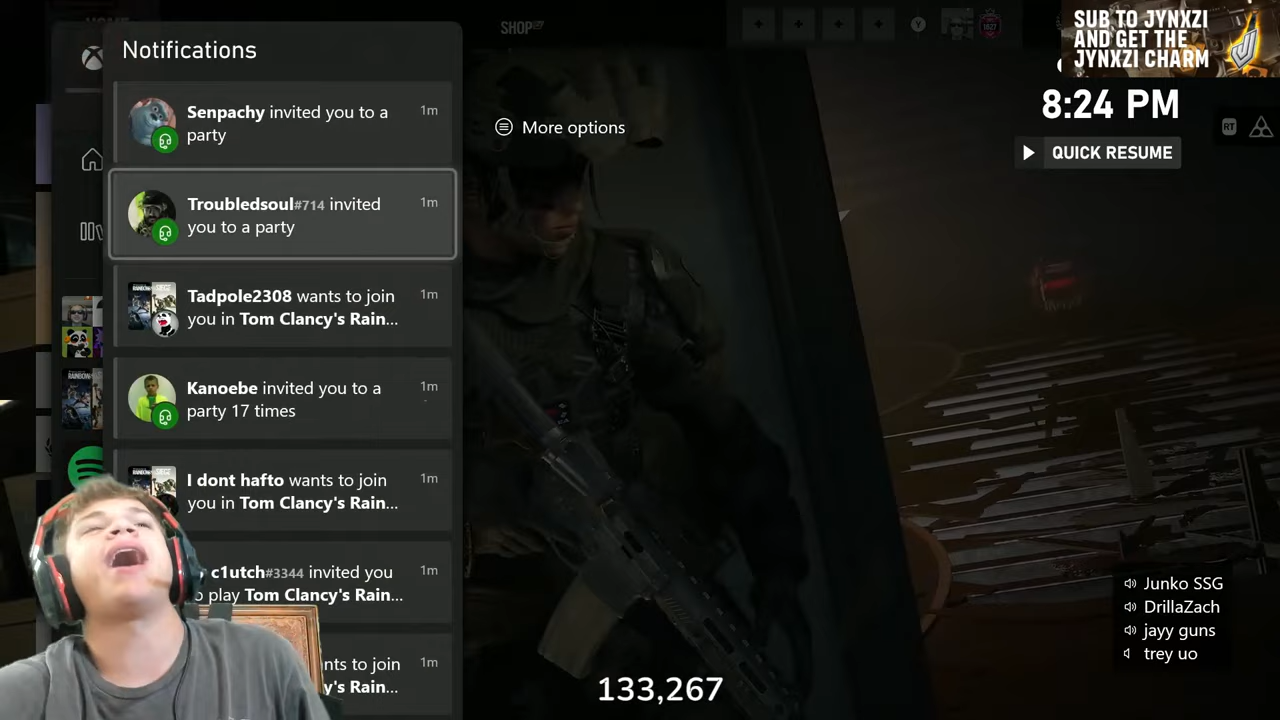 Notifications
Senpachy invited you to a
party
1m
Troubledsoul#714 invited
you to a party
1m
Tadpole2308 wants to join
you in Tom Clancy's Rain...
1m
Kanoebe invited you to a
party 17 times
1m
I dont hafto wants to join
you in Tom Clancy's Rain...
1m
c1utch#3344 invited you
o play Tom Clancy's Rain...
1m
ants to join
y's Rain...
1m
SHOP
More options
Y
SUB TO JYNXZI
AND GET THE
JYNXZI CHARM
8:24 PM
RT
QUICK RESUME
Junko SSG
DrillaZach
jayy guns
trey uo
133,267